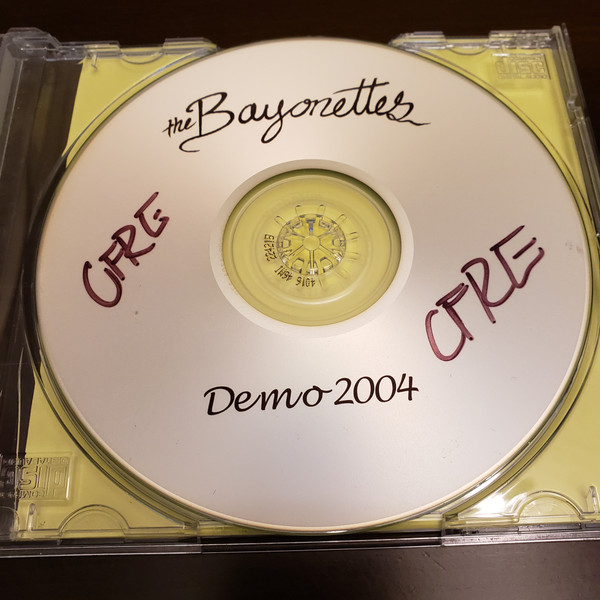 the Bayonettes
CFRE
CFRE
Demo 2004